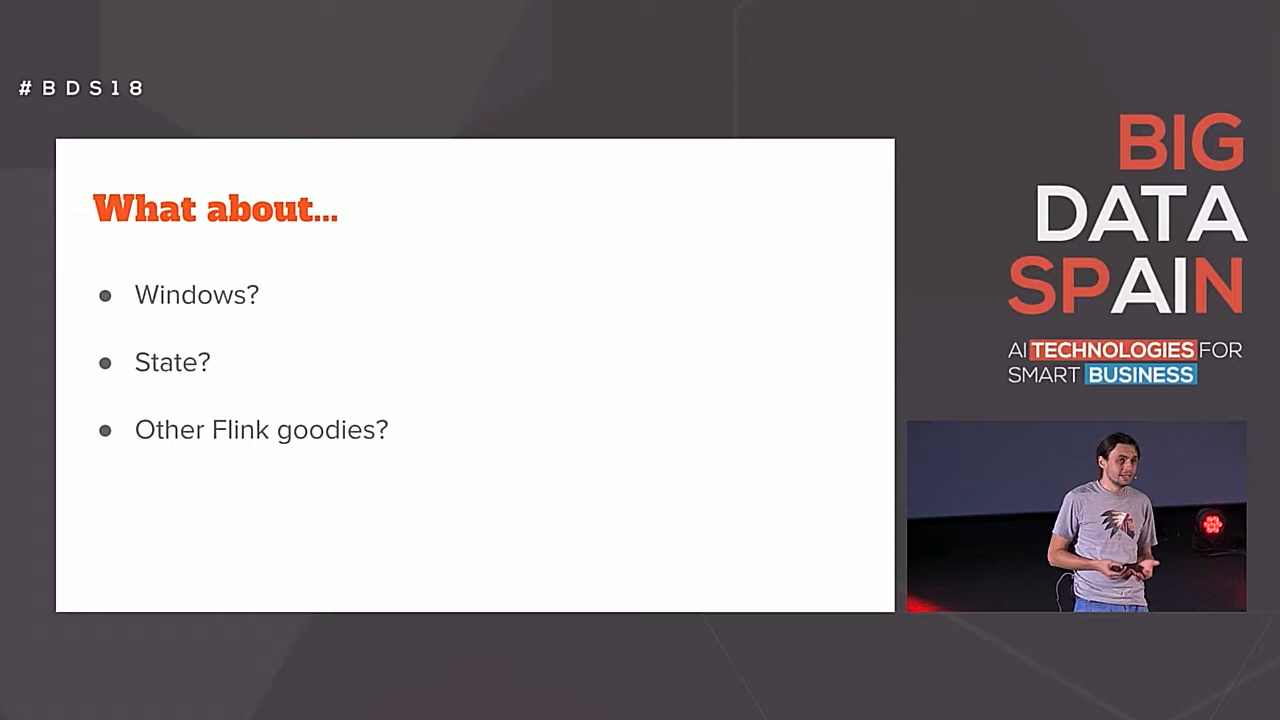 #BDS18
What about...
● Windows?
● State?
● Other Flink goodies?
BIG
DATA
SPAIN
AI TECHNOLOGIES FOR
SMART BUSINESS